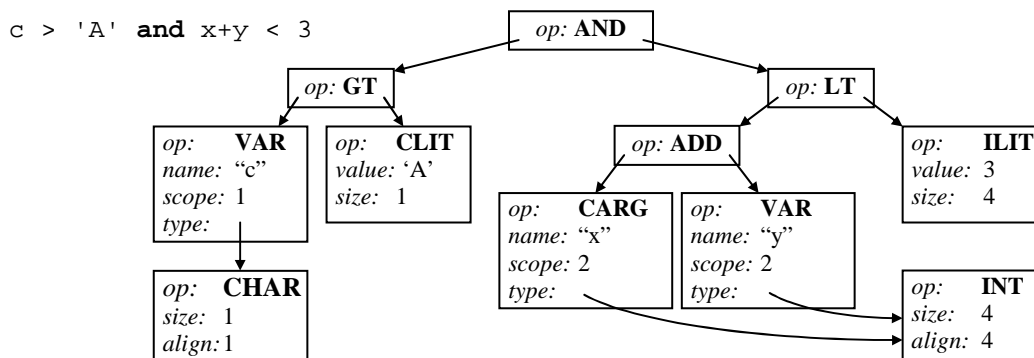 c > 'A' and x+y < 3
op: AND
op: GT
op: LT
op: VAR
name: “c”
scope: 1
type:
op: CLIT
value: ‘A’
size: 1
op: ADD
op: ILIT
value: 3
size: 4
op: CARG
name: “x”
scope: 2
type:
op: VAR
name: “y”
scope: 2
type:
op: CHAR
size: 1
align: 1
op: INT
size: 4
align: 4